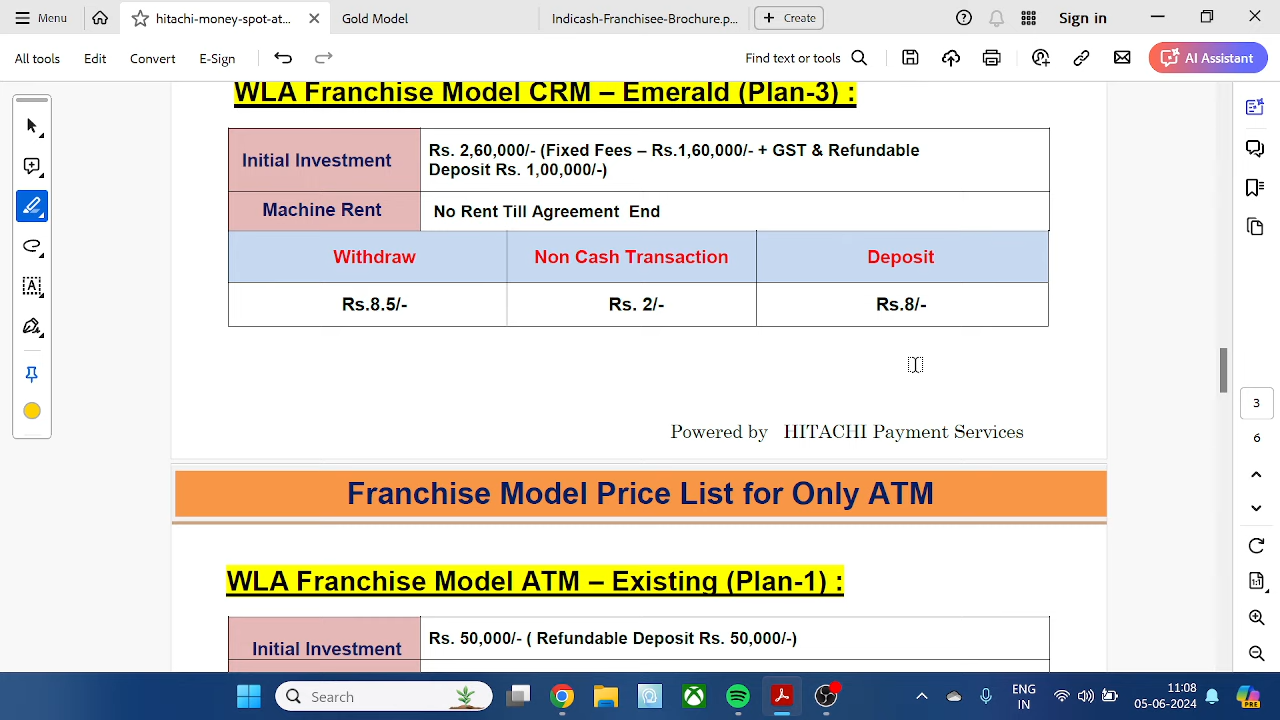 Menu
hitachi-money-spot-at...
Gold Model
Indicash-Franchisee-Brochure.p...
Create
Sign in
All tools
Edit
Convert
E-Sign
Find text or tools
AI Assistant
WLA Franchise Model CRM – Emerald (Plan-3) :
Initial Investment
Rs. 2,60,000/- (Fixed Fees – Rs.1,60,000/- + GST & Refundable
Deposit Rs. 1,00,000/-)
Machine Rent
No Rent Till Agreement End
Withdraw
Non Cash Transaction
Deposit
Rs.8.5/-
Rs. 2/-
Rs.8/-
Powered by HITACHI Payment Services
Franchise Model Price List for Only ATM
WLA Franchise Model ATM – Existing (Plan-1) :
Initial Investment
Rs. 50,000/- ( Refundable Deposit Rs. 50,000/-)
3
6
Search
ENG
IN
11:08
05-06-2024
PRE